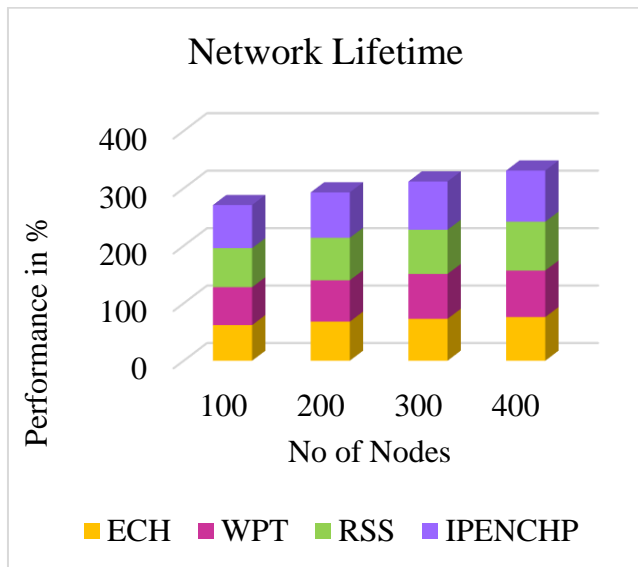 Network Lifetime
400
300
200
100
0
Performance in %
100 200 300 400
No of Nodes
ECH WPT RSS IPENCHP